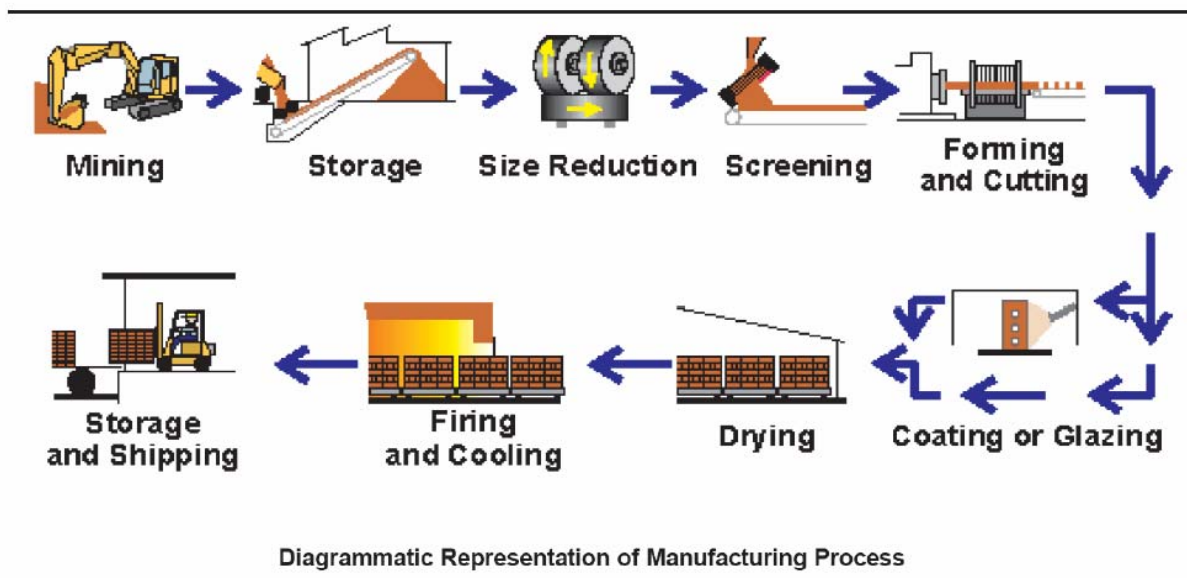 Mining
Storage
Size Reduction
Screening
Forming
and Cutting
Storage
and Shipping
Firing
and Cooling
Drying
Coating or Glazing
Diagrammatic Representation of Manufacturing Process